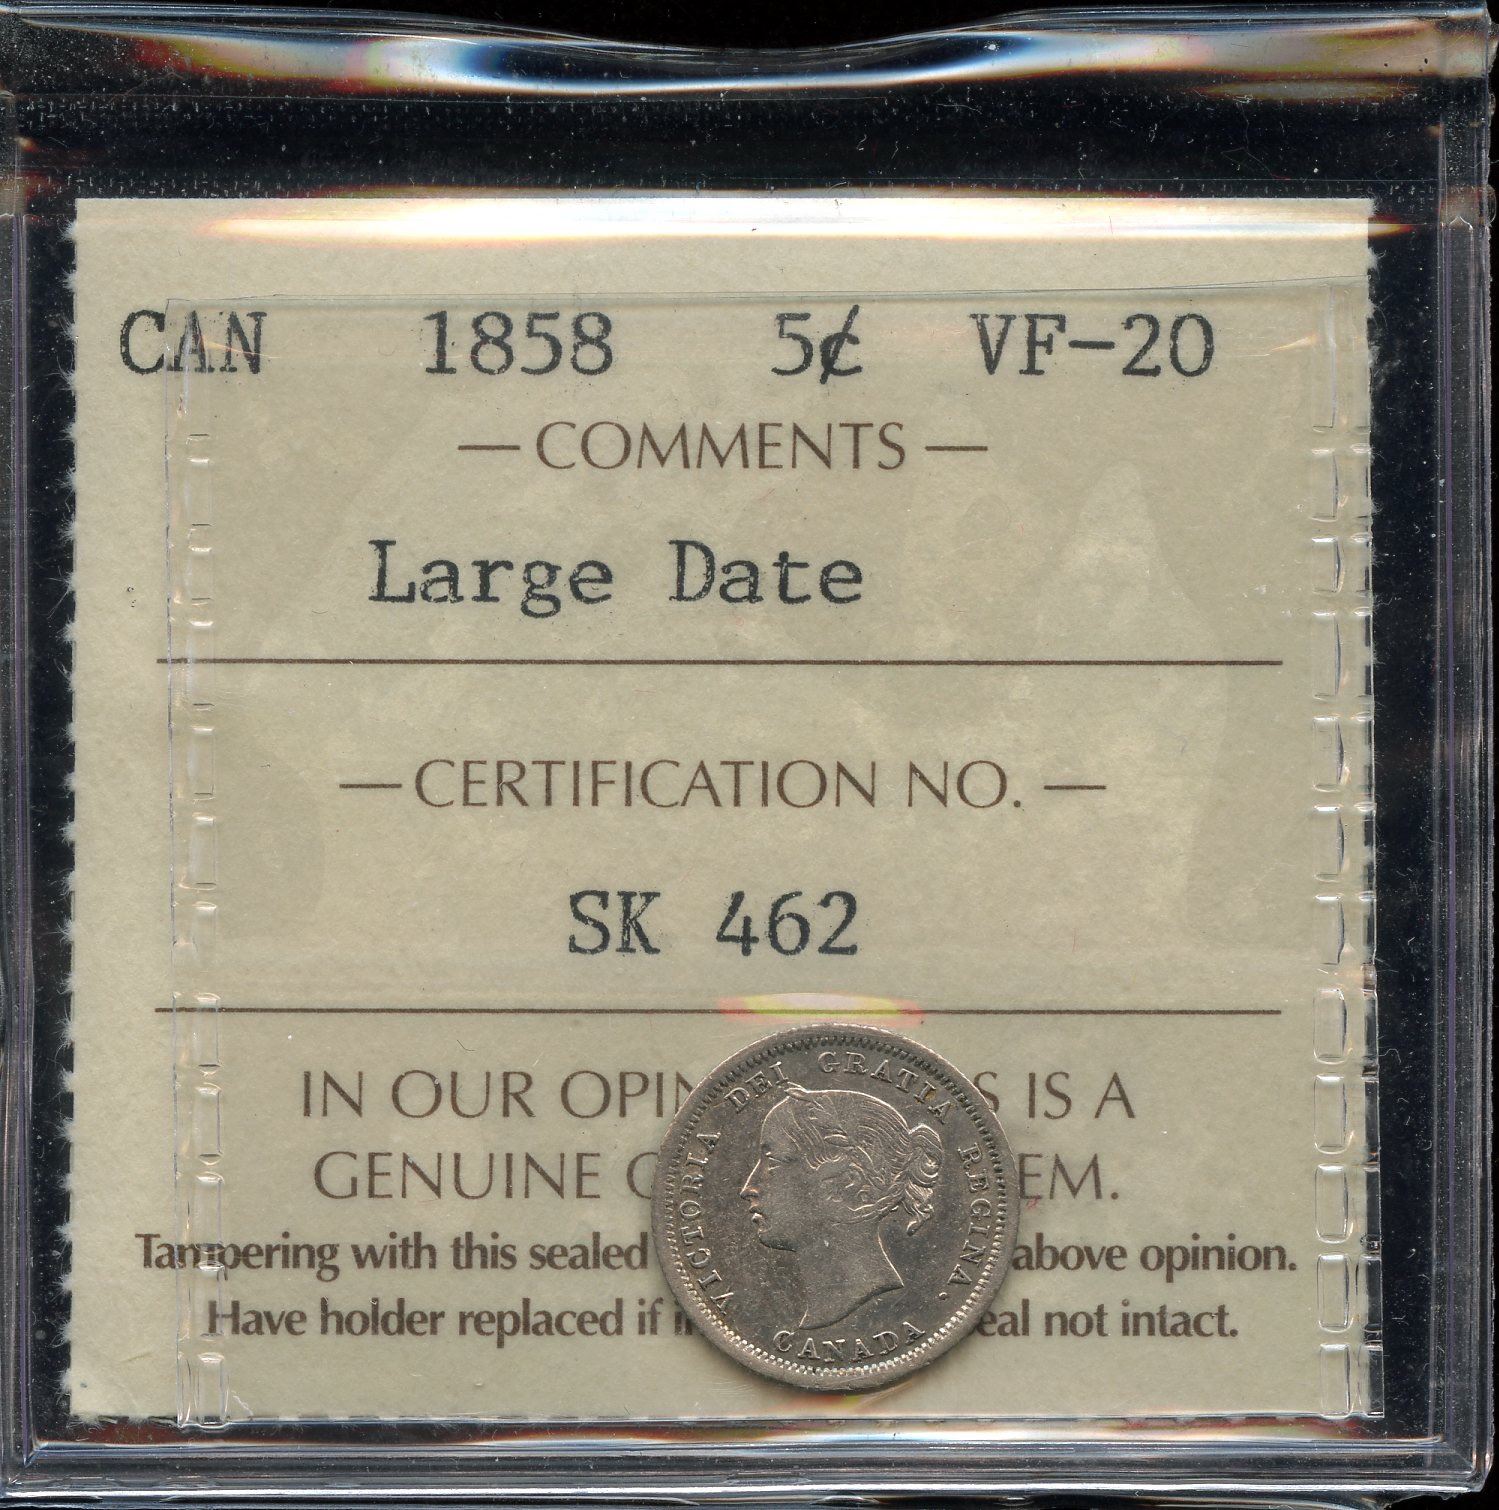 CAN 1858 5¢ VF-20
— COMMENTS —
Large Date
— CERTIFICATION NO. —
SK 462
IN OUR OPIN S IS A
GENUINE EM.
Tampering with this sealed above opinion.
Have holder replaced if eal not intact.
VICTORIA DEI GRATIA REGINA.
CANADA